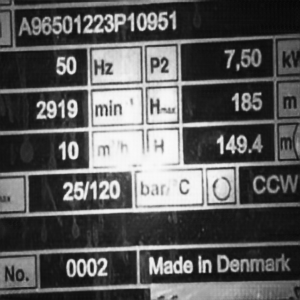 A96501223P10951
50 Hz P2 7,50 kW
2919 min⁻¹ Hmax 185 m
10 m³/h H 149.4 m
max 25/120 bar/°C CCW
No. 0002 Made in Denmark